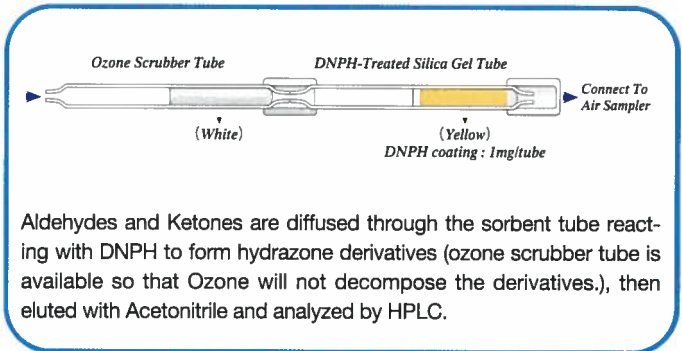 Ozone Scrubber Tube
DNPH-Treated Silica Gel Tube
Connect To
Air Sampler
(White)
(Yellow)
DNPH coating : 1mg/tube
Aldehydes and Ketones are diffused through the sorbent tube react-
ing with DNPH to form hydrazone derivatives (ozone scrubber tube is
available so that Ozone will not decompose the derivatives.), then
eluted with Acetonitrile and analyzed by HPLC.